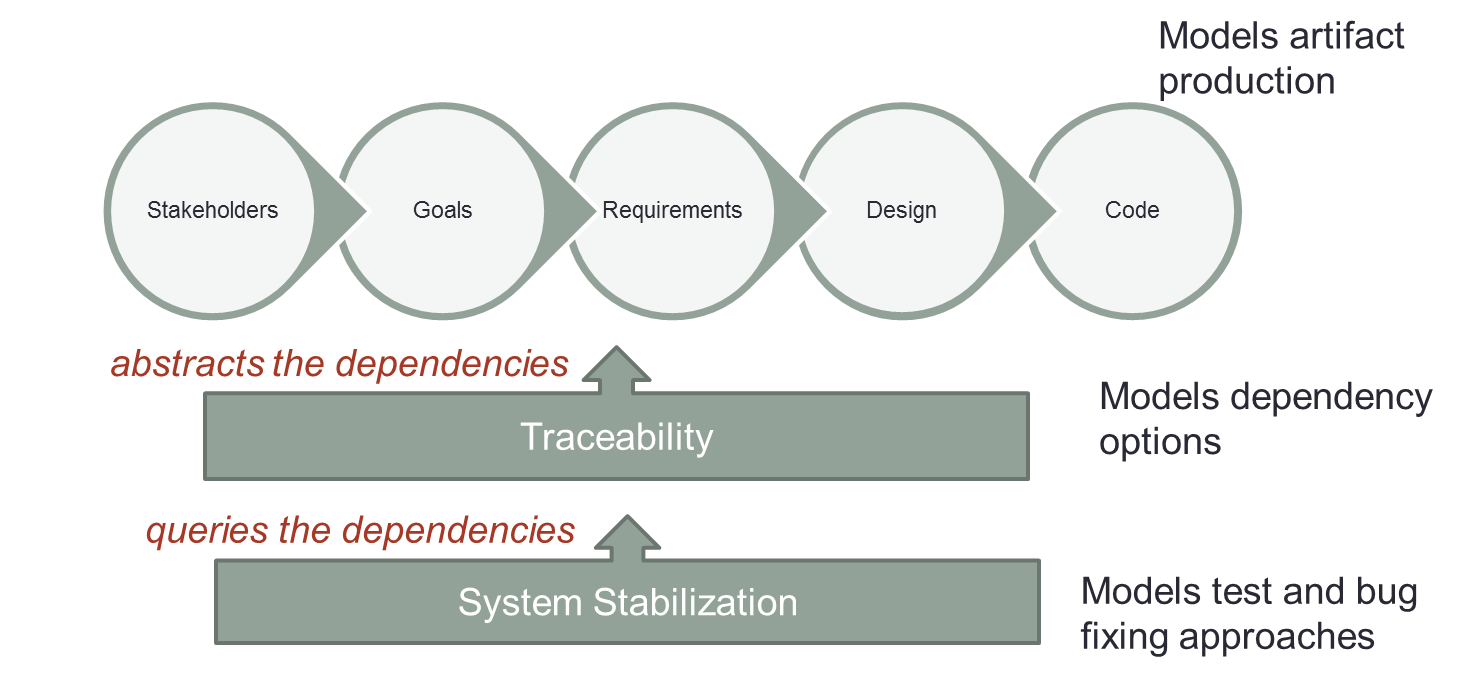 Models artifact
production
Stakeholders
Goals
Requirements
Design
Code
abstracts the dependencies
Traceability
Models dependency
options
queries the dependencies
System Stabilization
Models test and bug
fixing approaches